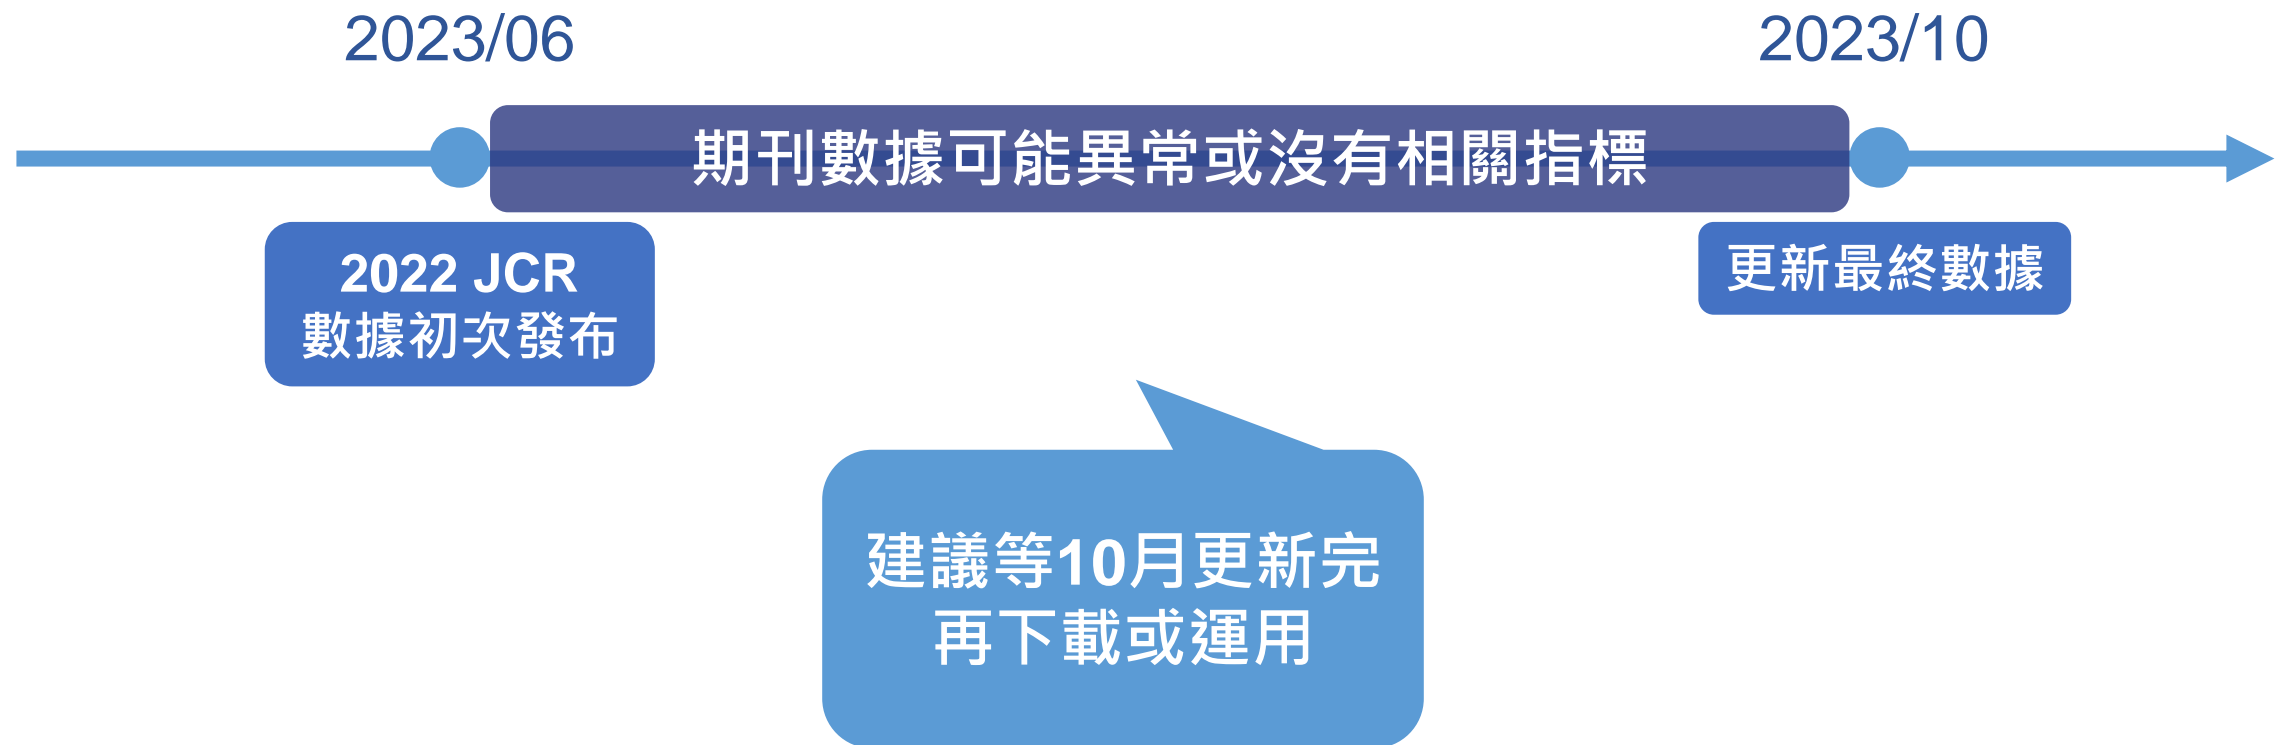 2023/06
2023/10
期刊數據可能異常或沒有相關指標
2022 JCR
數據初次發布
更新最終數據
建議等10月更新完
再下載或運用